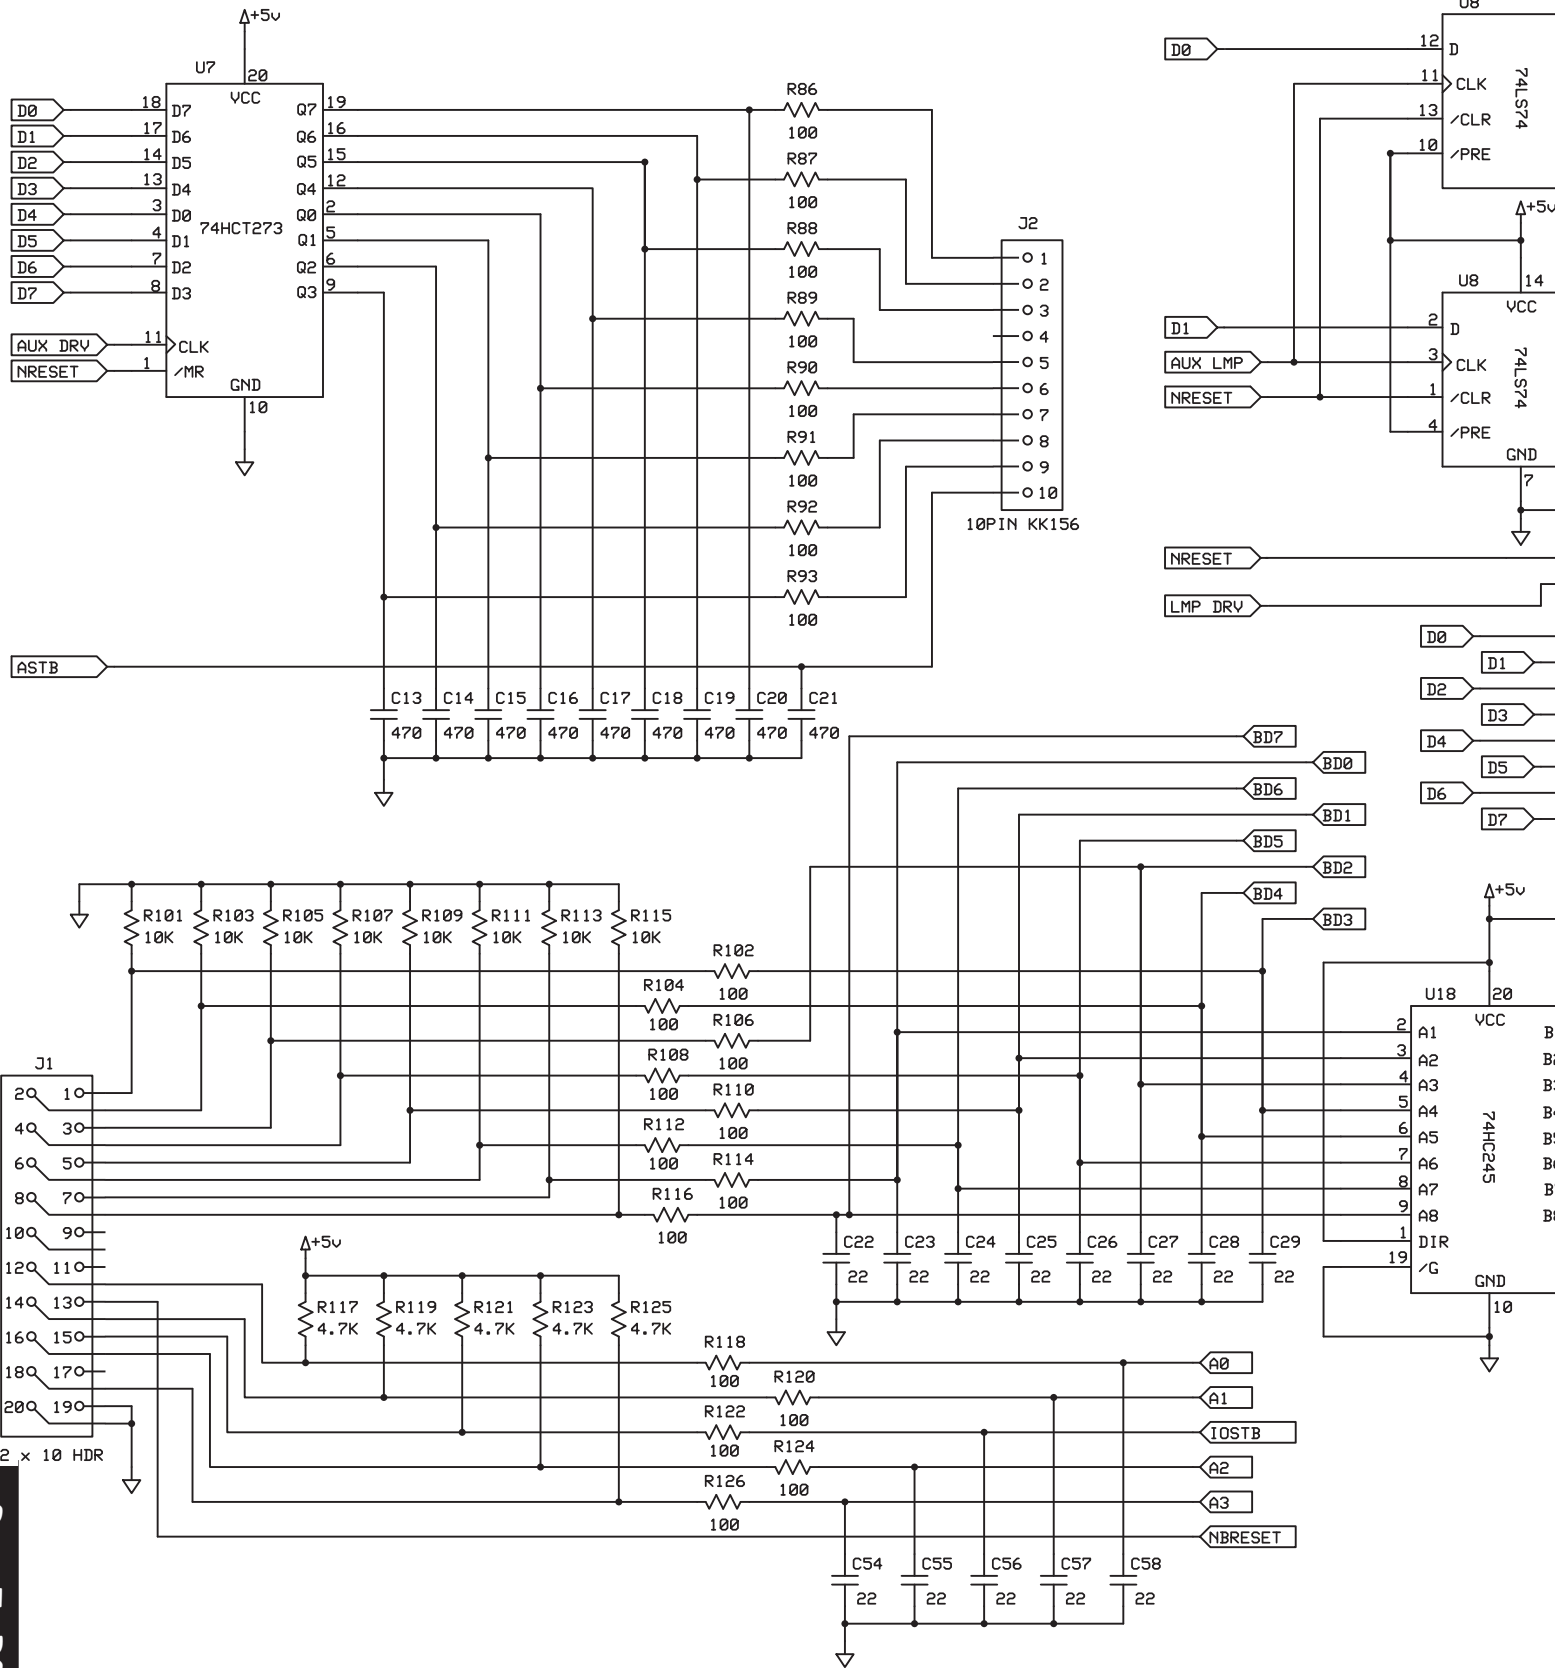 +5v
U7
20
VCC
D0 18 D7 Q7 19
D1 17 D6 Q6 16
D2 14 D5 Q5 15
D3 13 D4 Q4 12
D4 3 D0 Q0 2
74HCT273
D5 4 D1 Q1 5
D6 7 D2 Q2 6
D7 8 D3 Q3 9
AUX DRV 11 CLK
NRESET 1 /MR
GND
10
R86
100
R87
100
R88
100
R89
100
R90
100
R91
100
R92
100
R93
100
J2
1
2
3
4
5
6
7
8
9
10
10PIN KK156
ASTB
C13 C14 C15 C16 C17 C18 C19 C20 C21
470 470 470 470 470 470 470 470 470
U8
D0 12 D
11 CLK
13 /CLR
10 /PRE
74LS74
+5v
U8 14
VCC
D1 2 D
AUX LMP 3 CLK
NRESET 1 /CLR
4 /PRE
74LS74
GND
7
NRESET
LMP DRV
D0
D1
D2
D3
D4
D5
D6
D7
BD7
BD0
BD6
BD1
BD5
BD2
BD4
BD3
R101 R103 R105 R107 R109 R111 R113 R115
10K 10K 10K 10K 10K 10K 10K 10K
R102
100
R104
100
R106
100
R108
100
R110
100
R112
100
R114
100
R116
100
J1
2 1
4 3
6 5
8 7
10 9
12 11
14 13
16 15
18 17
20 19
2 x 10 HDR
+5v
U18 20
VCC
2 A1
3 A2
4 A3
5 A4
6 A5
7 A6
8 A7
9 A8
1 DIR
19 /G
74HC245
GND
10
C22 C23 C24 C25 C26 C27 C28 C29
22 22 22 22 22 22 22 22
+5v
R117 R119 R121 R123 R125
4.7K 4.7K 4.7K 4.7K 4.7K
R118
100
R120
100
R122
100
R124
100
R126
100
A0
A1
IOSTB
A2
A3
NBRESET
C54 C55 C56 C57 C58
22 22 22 22 22